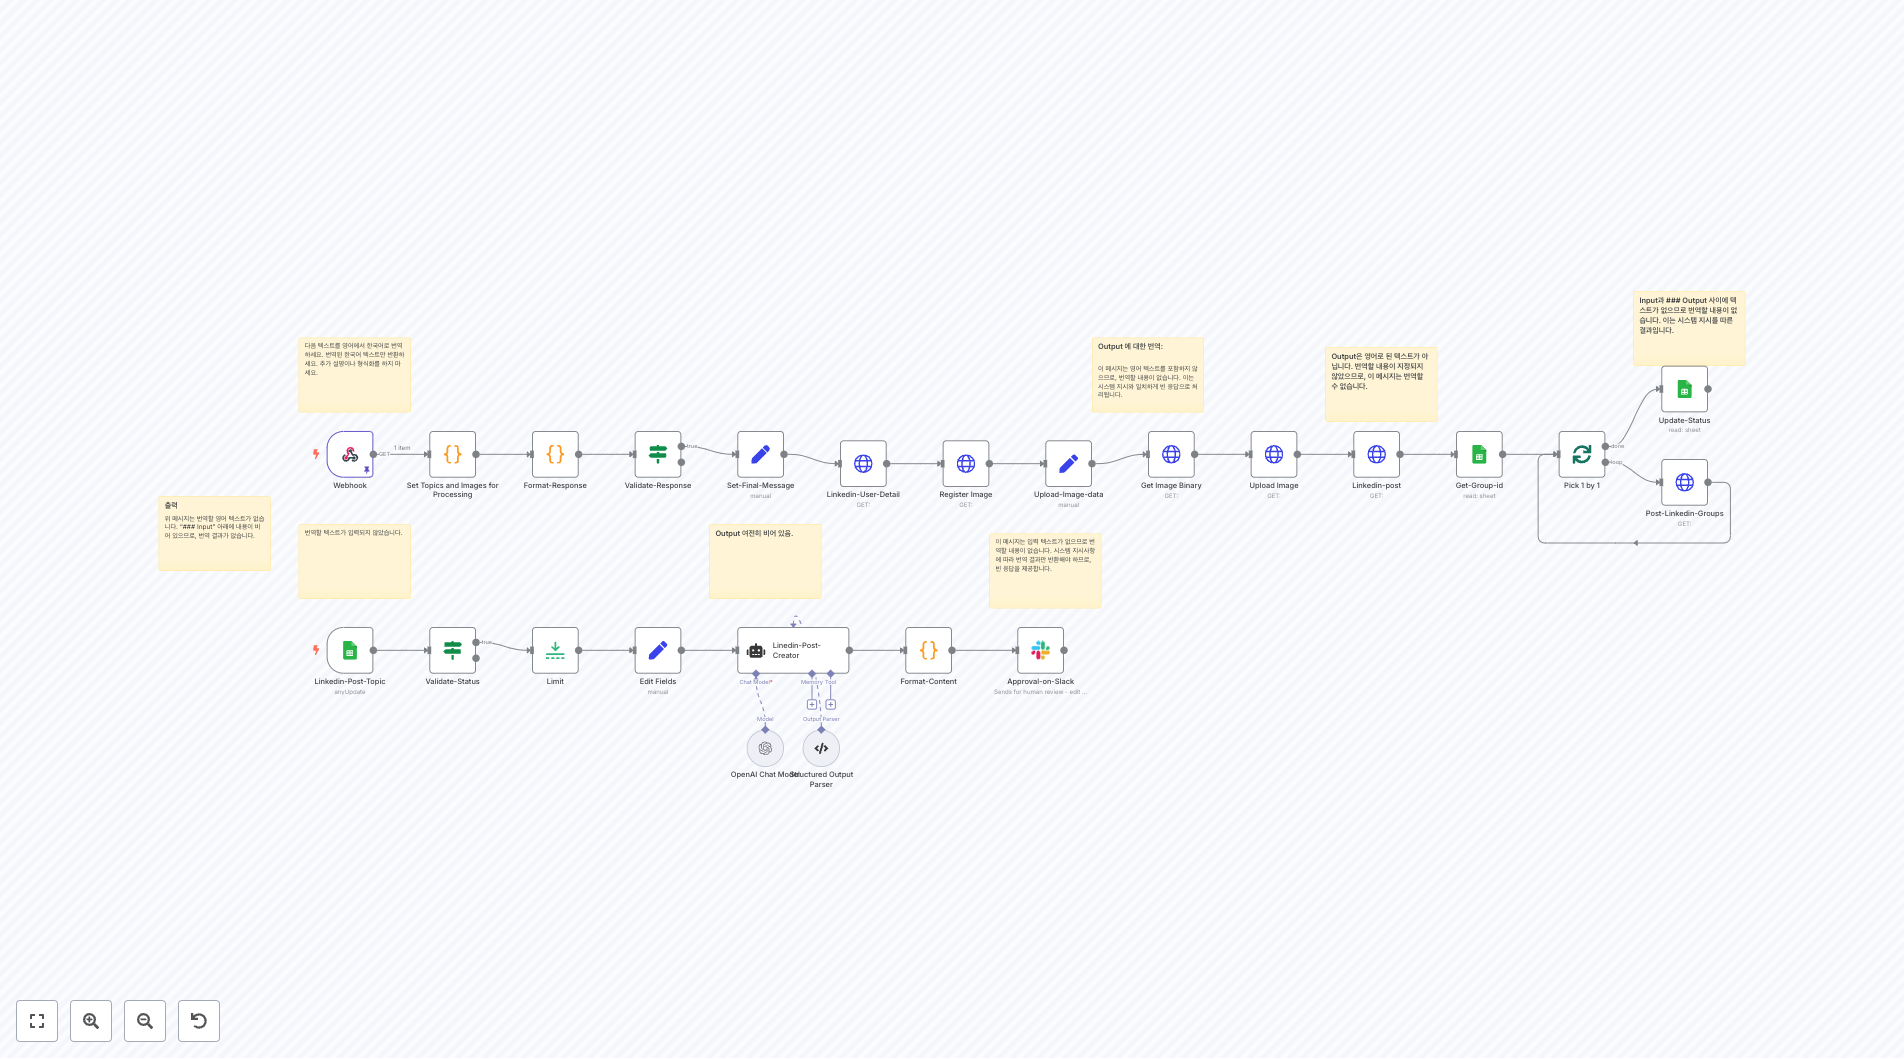 Input과 ### Output 사이에 텍
스트가 없으므로 번역할 내용이 없
습니다. 이는 시스템 지시를 따른
결과입니다.
다음 텍스트를 영어에서 한국어로 번역
하세요. 번역된 한국어 텍스트만 반환하
세요. 추가 설명이나 형식화를 하지 마
세요.
Output 에 대한 번역:
이 메시지는 영어 텍스트를 포함하지 않
으므로, 번역할 내용이 없습니다. 이는
시스템 지시와 일치하게 빈 응답으로 처
리됩니다.
Output은 영어로 된 텍스트가 아
닙니다. 번역할 내용이 지정되지
않았으므로, 이 메시지는 번역할
수 없습니다.
Update-Status
read: sheet
GET
1 item
true
done
loop
Webhook
Set Topics and Images for
Processing
Format-Response
Validate-Response
Set-Final-Message
manual
Linkedin-User-Detail
GET:
Register Image
GET:
Upload-Image-data
manual
Get Image Binary
GET:
Upload Image
GET:
Linkedin-post
GET:
Get-Group-id
read: sheet
Pick 1 by 1
Post-Linkedin-Groups
GET:
출력
위 메시지는 번역할 영어 텍스트가 없습
니다. "### Input" 아래에 내용이 비
어 있으므로, 번역 결과가 없습니다.
번역할 텍스트가 입력되지 않았습니다.
Output 여전히 비어 있음.
이 메시지는 입력 텍스트가 없으므로 번
역할 내용이 없습니다. 시스템 지시사항
에 따라 번역 결과만 반환해야 하므로,
빈 응답을 제공합니다.
true
Linedin-Post-
Creator
Linkedin-Post-Topic
anyUpdate
Validate-Status
Limit
Edit Fields
manual
Chat Model*
Memory
Tool
Format-Content
Approval-on-Slack
Sends for human review - edit ...
Model
Output Parser
OpenAI Chat Model
Structured Output
Parser